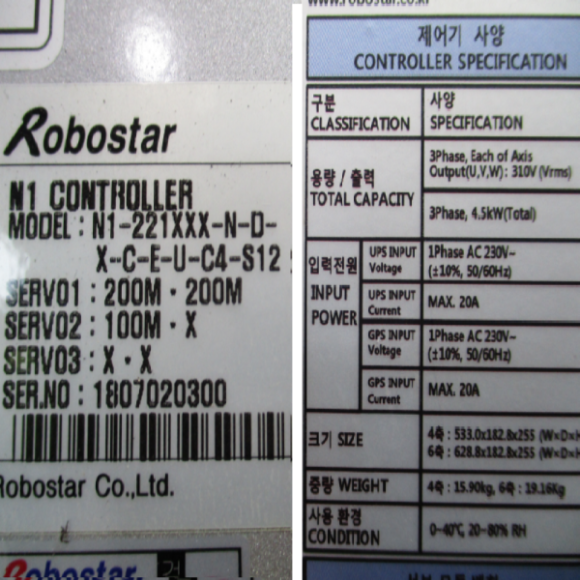 Robostar
N1 CONTROLLER
MODEL : N1-221XXX-N-D-
X-C-E-U-C4-S12
SERVO1 : 200M · 200M
SERVO2 : 100M · X
SERVO3 : X · X
SER.NO : 1807020300
Robostar Co.,Ltd.
Robostar
www.robostar.co.kr
제어기 사양
CONTROLLER SPECIFICATION
구분
CLASSIFICATION
사양
SPECIFICATION
용량 / 출력
TOTAL CAPACITY
3Phase, Each of Axis
Output(U,V,W) : 310V (Vrms)
3Phase, 4.5kW(Total)
입력전원
INPUT
POWER
UPS INPUT
Voltage
1Phase AC 230V~
(±10%, 50/60Hz)
UPS INPUT
Current
MAX. 20A
GPS INPUT
Voltage
1Phase AC 230V~
(±10%, 50/60Hz)
GPS INPUT
Current
MAX. 20A
크기 SIZE
4축 : 533.0x182.8x255 (W×D×H
6축 : 628.8x182.8x255 (W×D×H
중량 WEIGHT
4축 : 15.90kg, 6축 : 19.16Kg
사용 환경
CONDITION
0~40℃, 20~80% RH